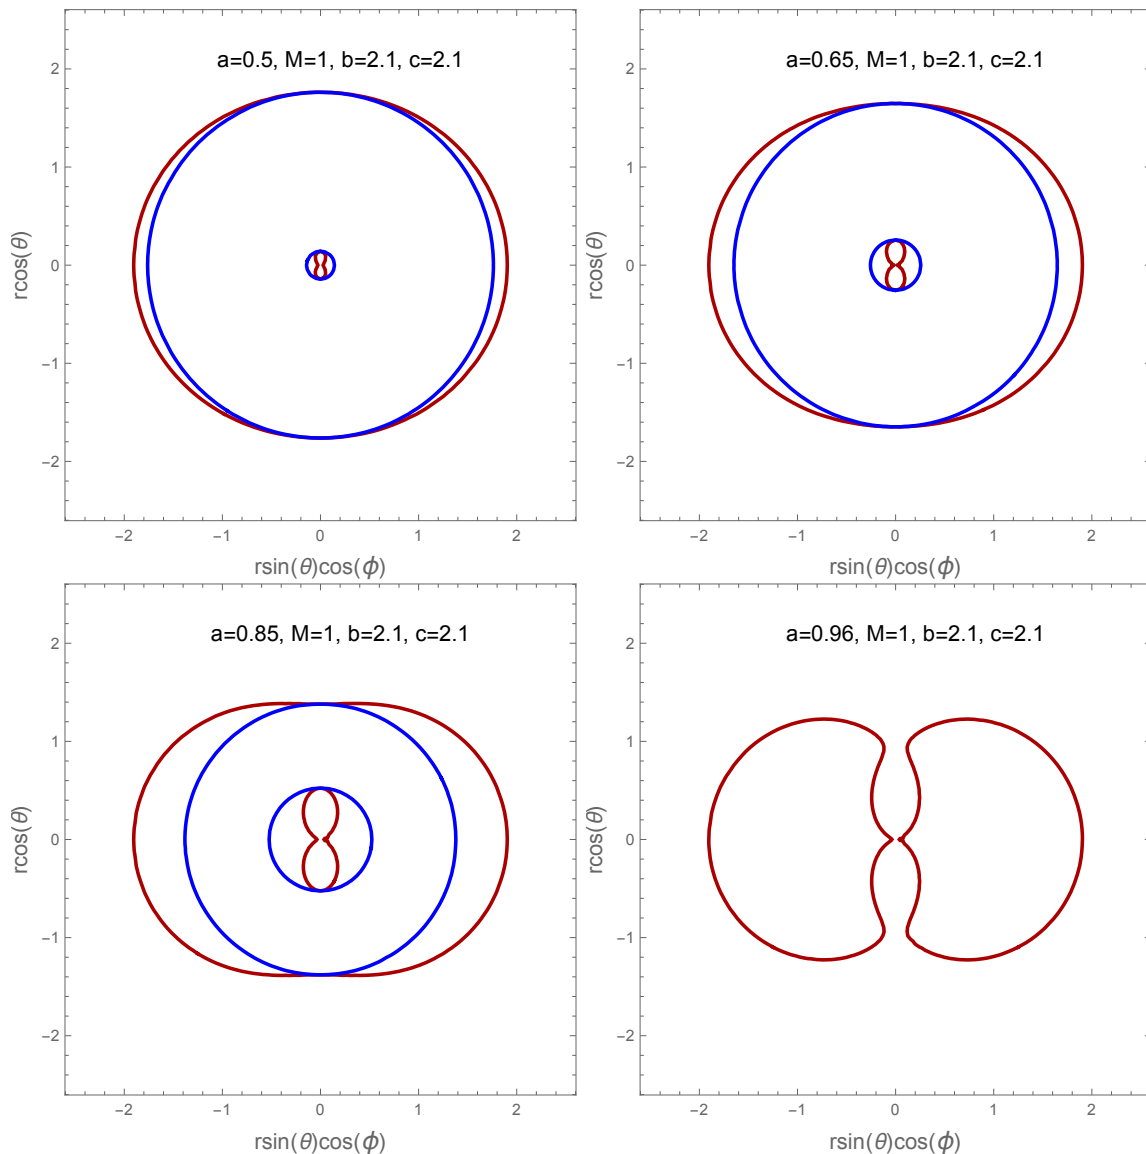 a=0.5, M=1, b=2.1, c=2.1
2
1
0
−1
−2
rcos(θ)
−2 −1 0 1 2
rsin(θ)cos(ϕ)
a=0.65, M=1, b=2.1, c=2.1
2
1
0
−1
−2
rcos(θ)
−2 −1 0 1 2
rsin(θ)cos(ϕ)
a=0.85, M=1, b=2.1, c=2.1
2
1
0
−1
−2
rcos(θ)
−2 −1 0 1 2
rsin(θ)cos(ϕ)
a=0.96, M=1, b=2.1, c=2.1
2
1
0
−1
−2
rcos(θ)
−2 −1 0 1 2
rsin(θ)cos(ϕ)